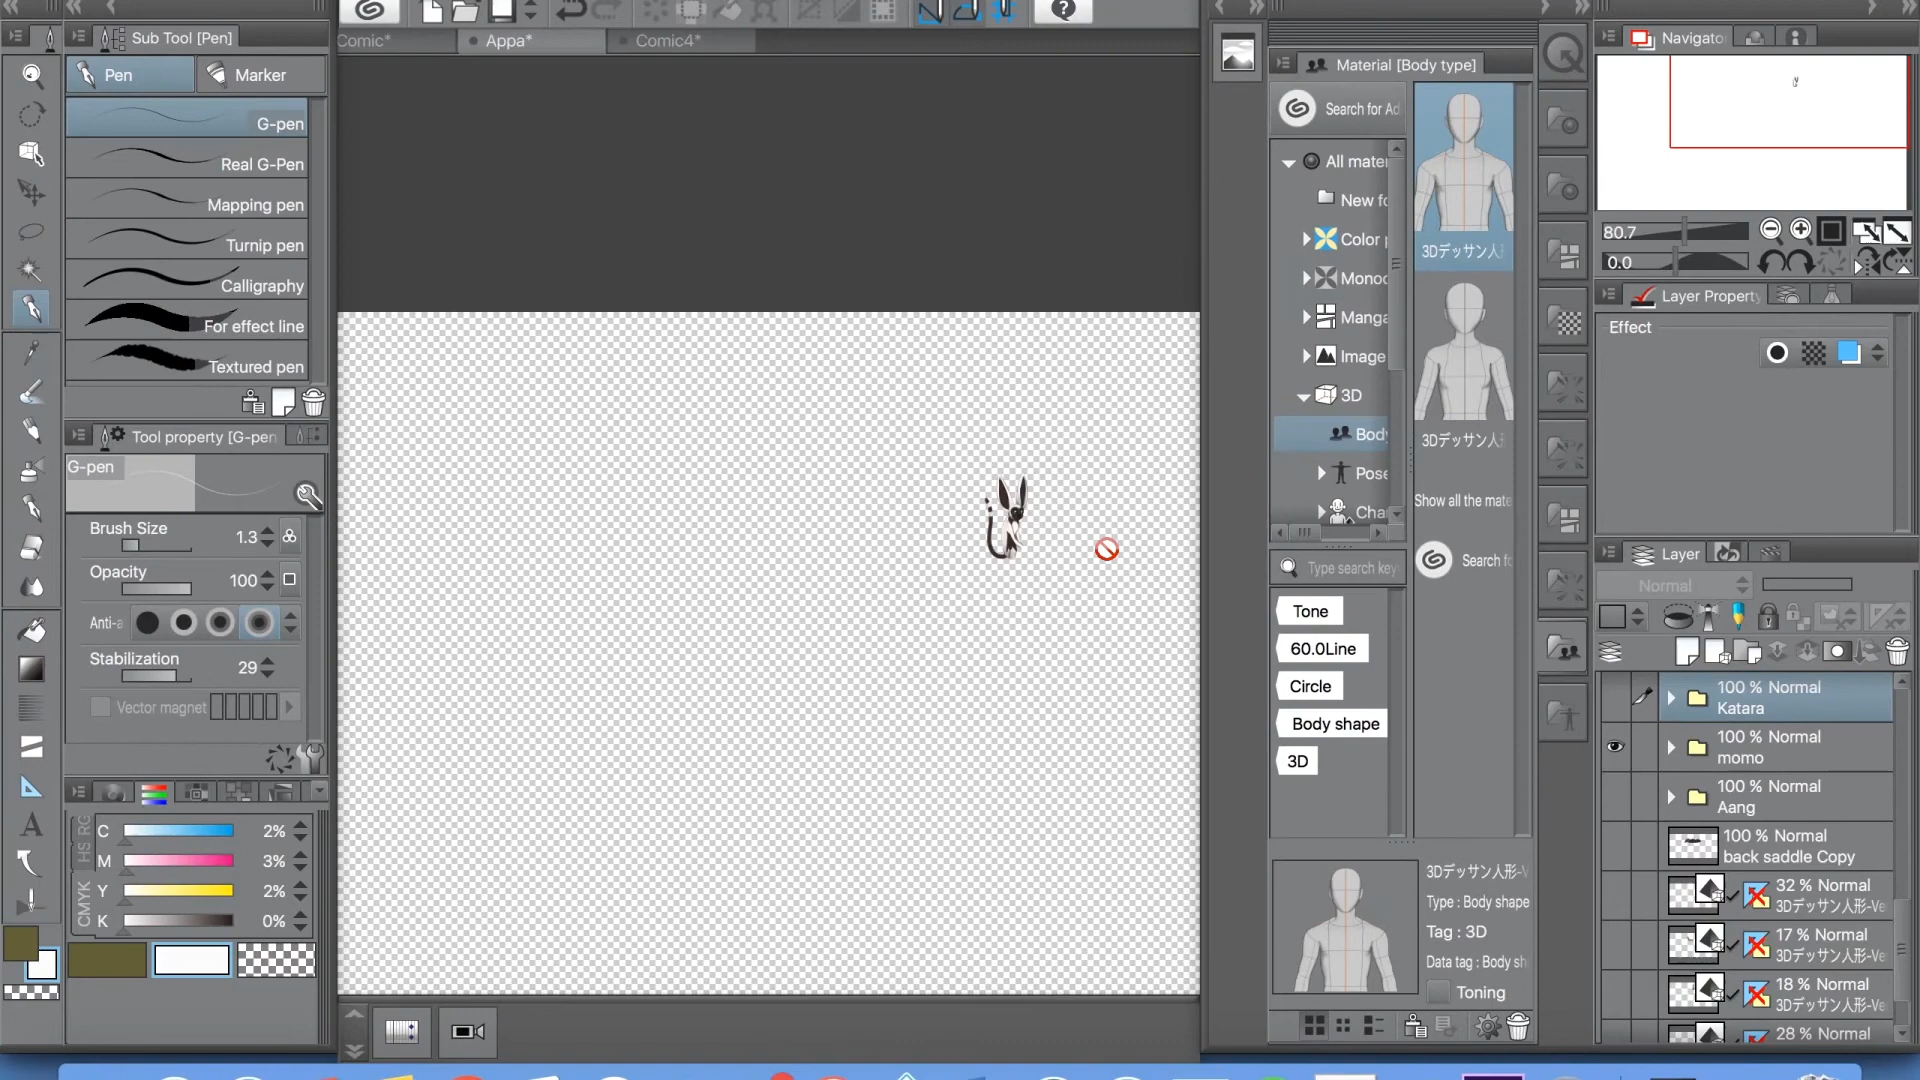 Sub Tool [Pen]
Pen
Marker
G-pen
Real G-Pen
Mapping pen
Turnip pen
Calligraphy
For effect line
Textured pen
Tool property [G-pen
G-pen
Brush Size
1.3
Opacity
100
Anti-a
Stabilization
29
Vector magnet
HS RG
CMYK
C
2%
M
3%
Y
2%
K
0%
Comic*
Appa*
Comic4*
Material [Body type]
Search for Ad
All mater
New fo
Color p
Monoc
Manga
Image
3D
Body
Pose
Cha
3Dデッサン人形
3Dデッサン人形
Show all the mate
Search fo
Type search key
Tone
60.0Line
Circle
Body shape
3D
3Dデッサン人形-V
Type : Body shape
Tag : 3D
Data tag : Body sh
Toning
Navigator
80.7
0.0
Layer Property
Effect
Layer
Normal
100 % Normal
Katara
100 % Normal
momo
100 % Normal
Aang
100 % Normal
back saddle Copy
32 % Normal
3Dデッサン人形-Ve
17 % Normal
3Dデッサン人形-Ve
18 % Normal
3Dデッサン人形-Ve
28 % Normal